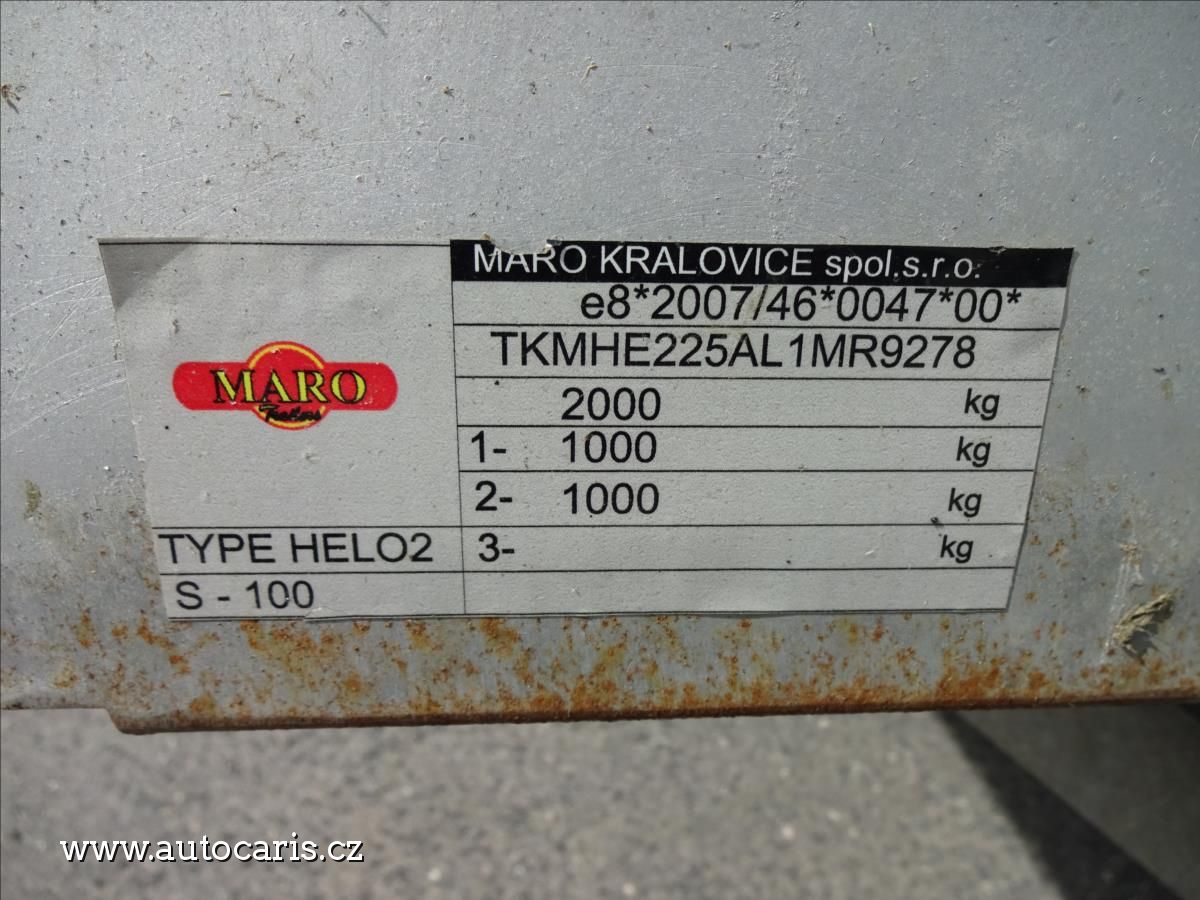 MARO KRALOVICE spol.s.r.o.
e8*2007/46*0047*00*
TKMHE225AL1MR9278
MARO
Trailers
2000 kg
1- 1000 kg
2- 1000 kg
TYPE HELO2
3- kg
S - 100
www.autocaris.cz